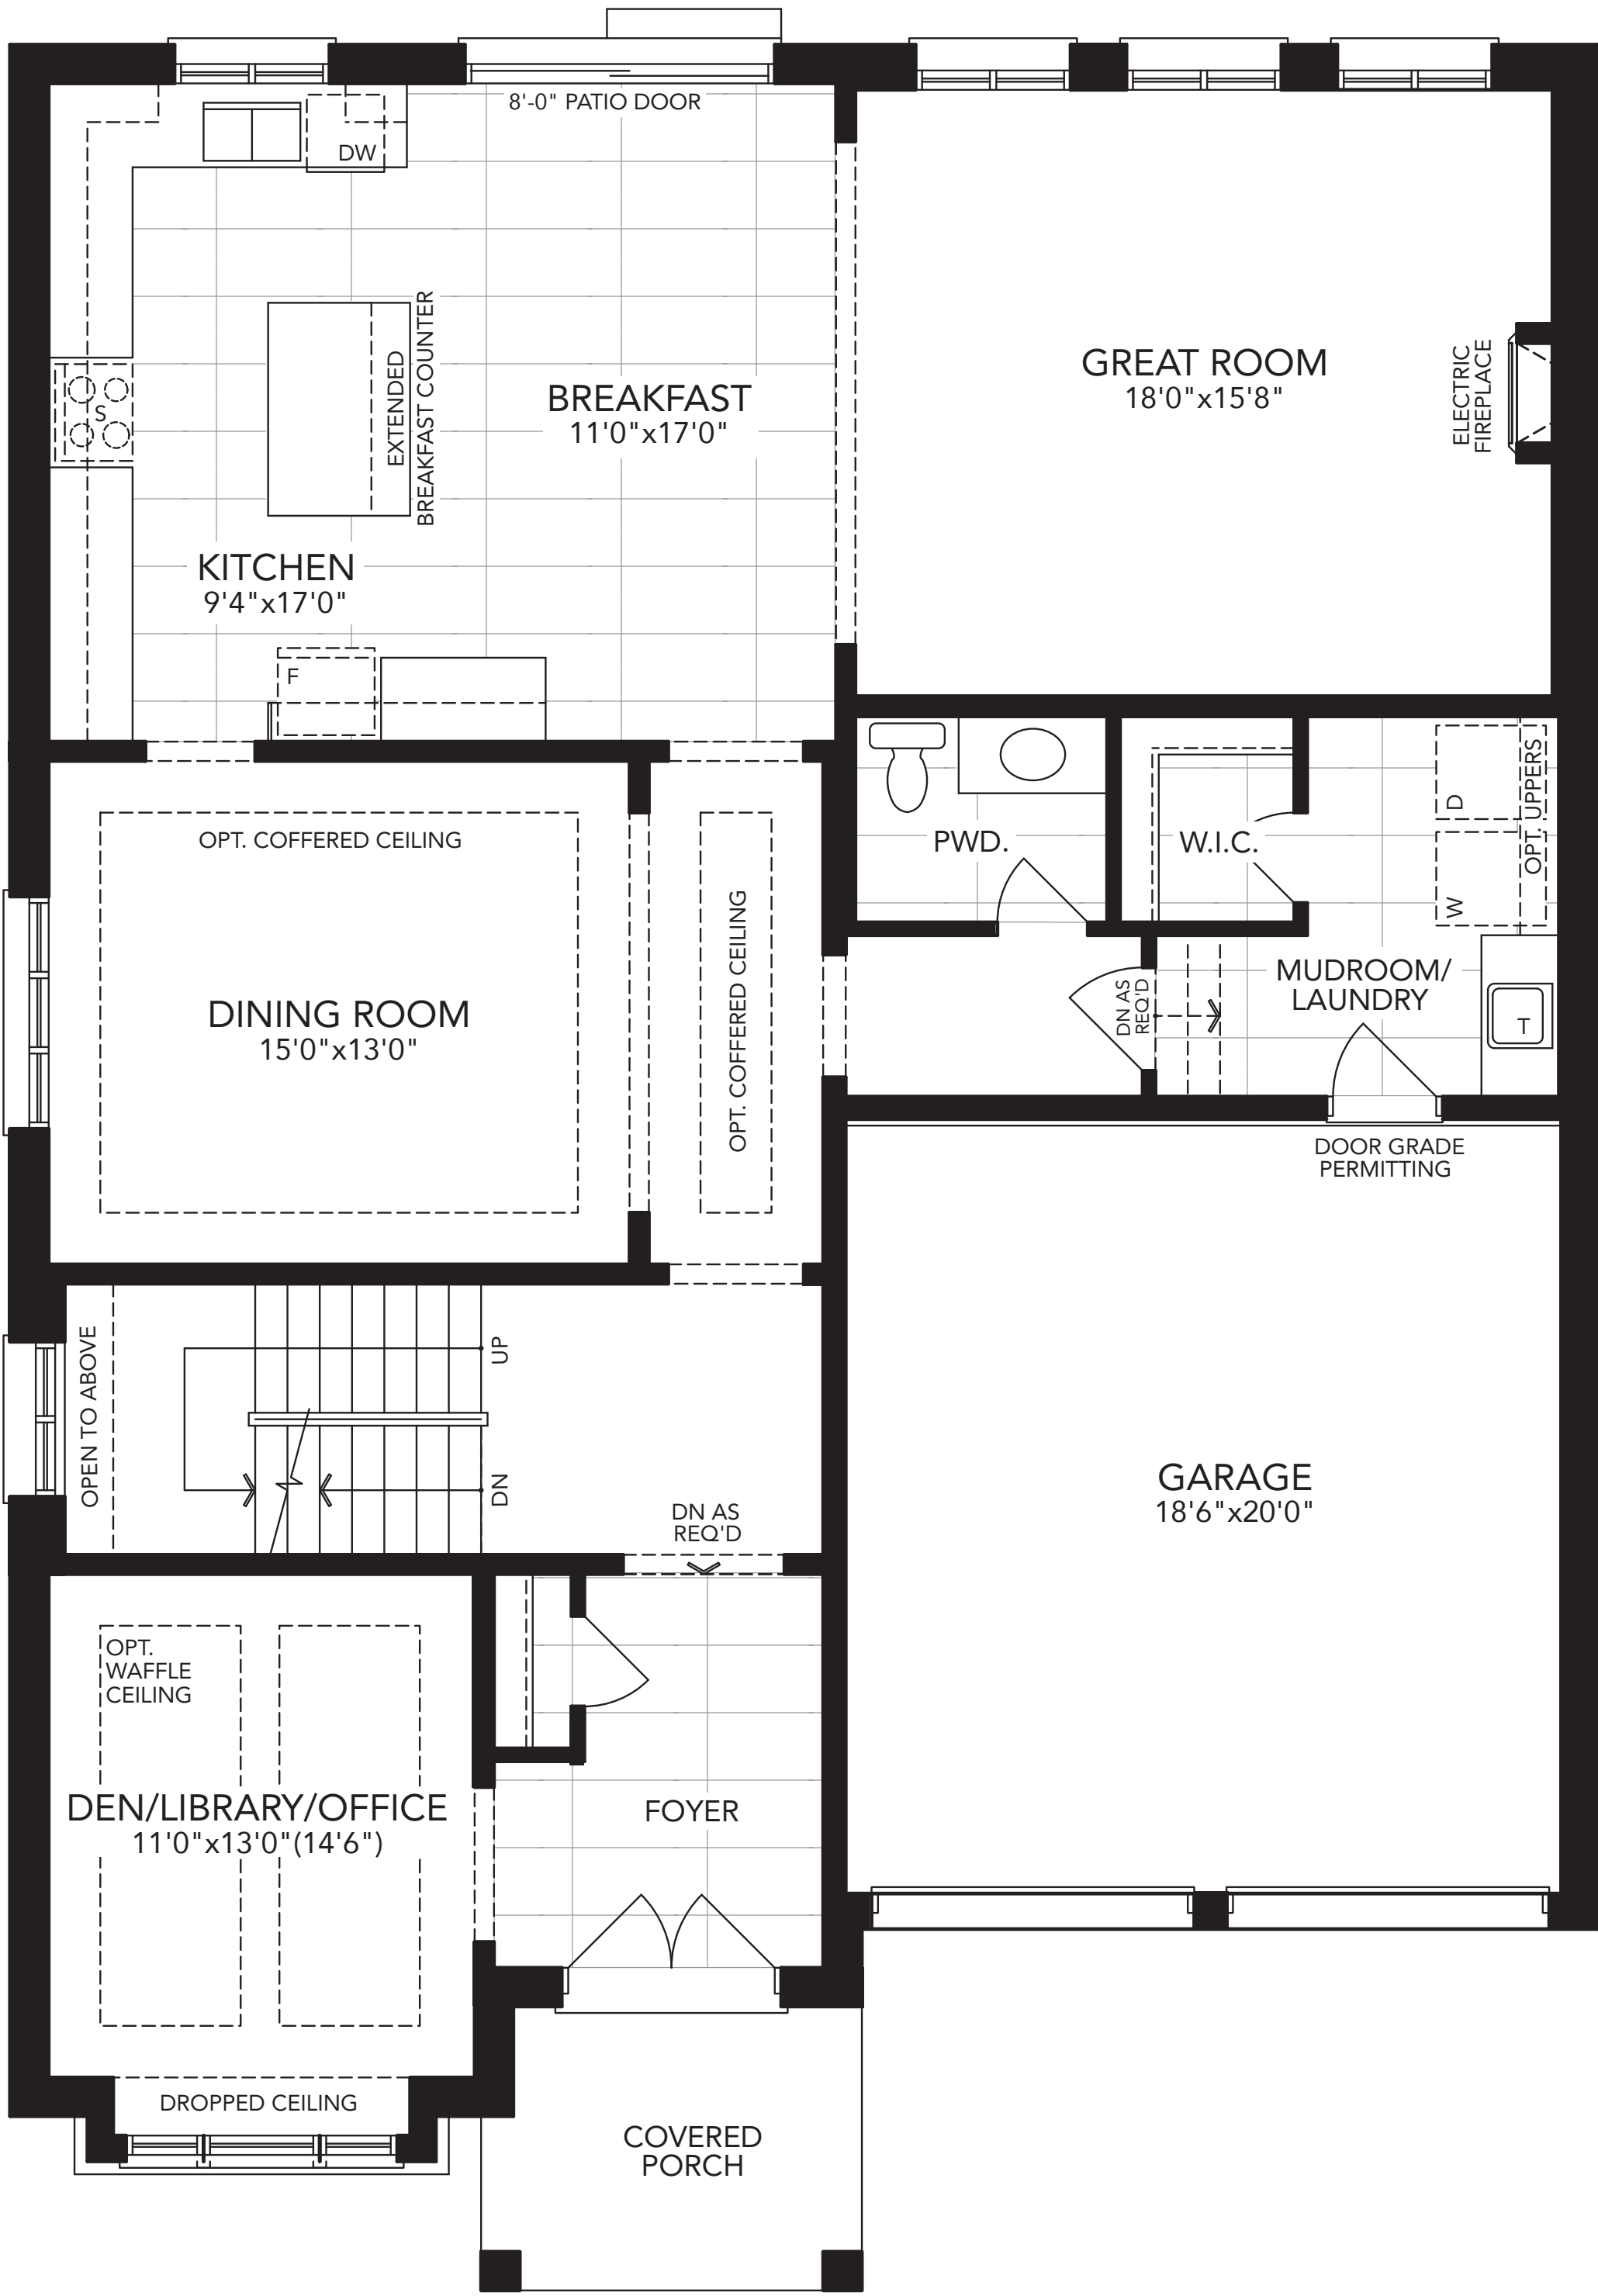 8'-0" PATIO DOOR
DW
S
EXTENDED
BREAKFAST COUNTER
BREAKFAST
11'0"x17'0"
GREAT ROOM
18'0"x15'8"
ELECTRIC
FIREPLACE
KITCHEN
9'4"x17'0"
F
OPT. COFFERED CEILING
DINING ROOM
15'0"x13'0"
OPT. COFFERED CEILING
PWD.
W.I.C.
D
W
OPT. UPPERS
MUDROOM/
LAUNDRY
DN AS
REQ'D
T
DOOR GRADE
PERMITTING
OPEN TO ABOVE
UP
DN
DN AS
REQ'D
GARAGE
18'6"x20'0"
OPT.
WAFFLE
CEILING
DEN/LIBRARY/OFFICE
11'0"x13'0"(14'6")
FOYER
DROPPED CEILING
COVERED
PORCH